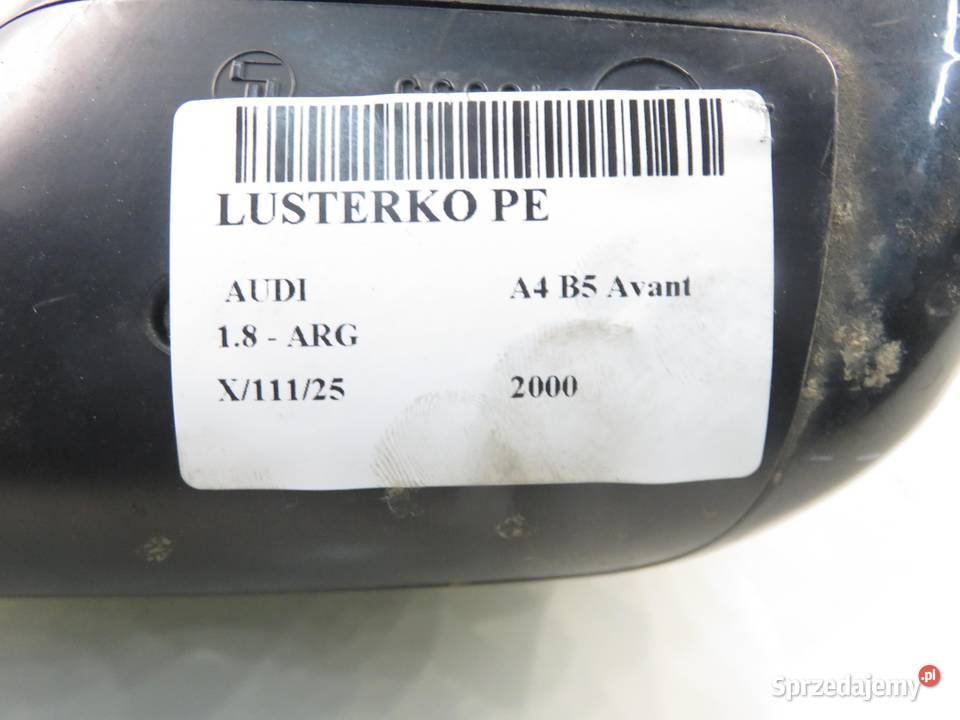 LUSTERKO PE
AUDI A4 B5 Avant
1.8 - ARG
X/111/25 2000
Sprzedajemy.pl